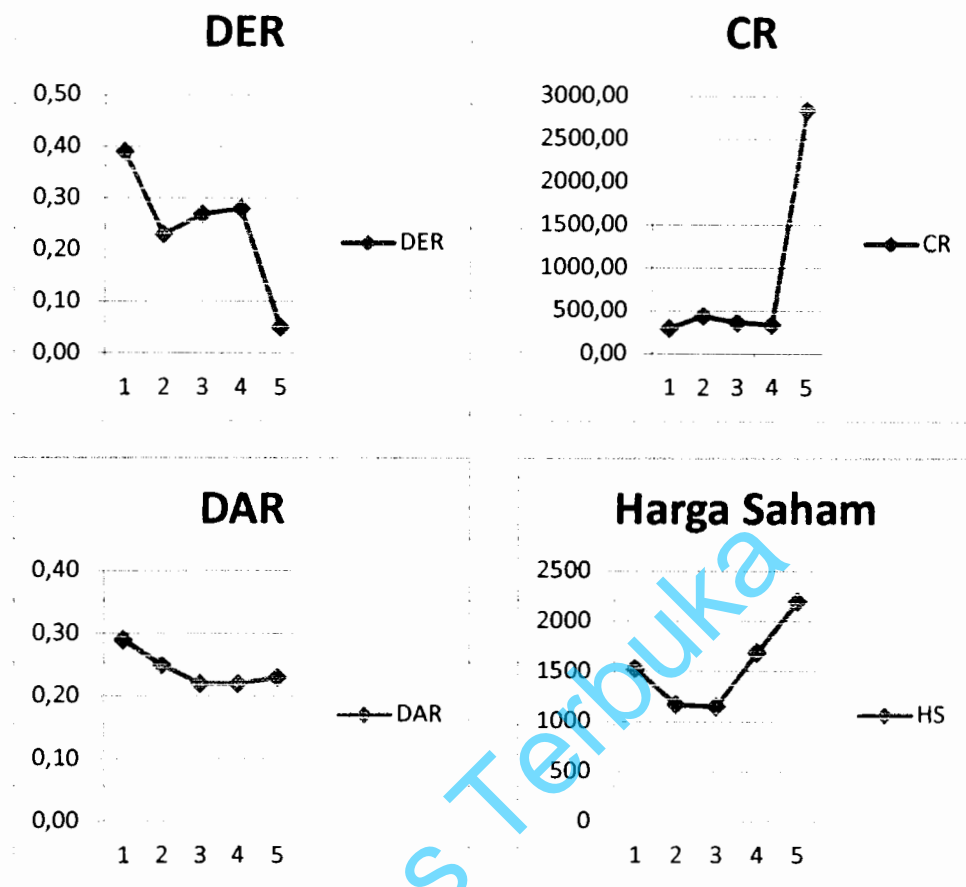 DER
0,50
0,40
0,30
0,20
0,10
0,00
1 2 3 4 5
DER
CR
3000,00
2500,00
2000,00
1500,00
1000,00
500,00
0,00
1 2 3 4 5
CR
DAR
0,40
0,30
0,20
0,10
0,00
1 2 3 4 5
DAR
Harga Saham
2500
2000
1500
1000
500
0
1 2 3 4 5
HS
s Terbuka